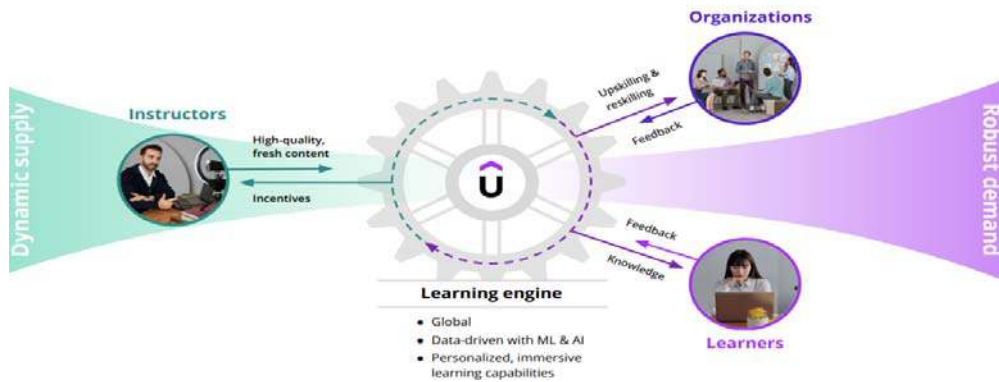 Dynamic supply
Instructors
High-quality,
fresh content
Incentives
U
Learning engine
• Global
• Data-driven with ML & AI
• Personalized, immersive
learning capabilities
Organizations
Upskilling &
reskilling
Feedback
Feedback
Knowledge
Learners
Robust demand